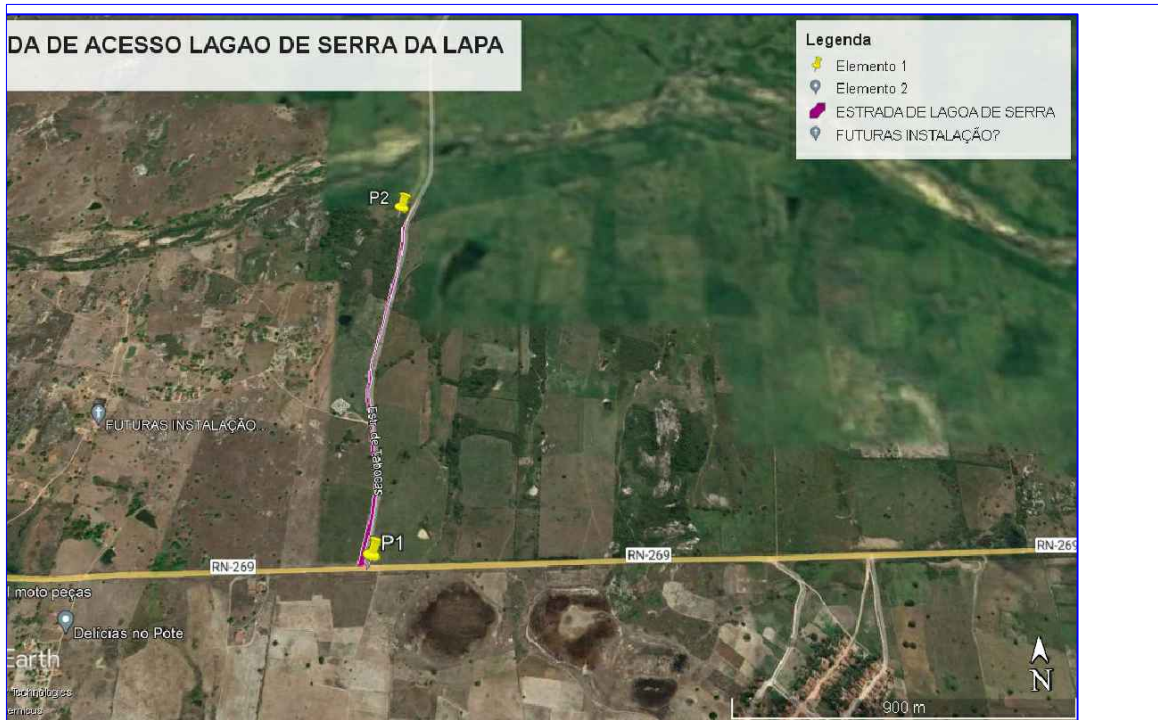 DA DE ACESSO LAGAO DE SERRA DA LAPA
Legenda
Elemento 1
Elemento 2
ESTRADA DE LAGOA DE SERRA
FUTURAS INSTALAÇÃO?
P2
FUTURAS INSTALAÇÃO...
Estr. de Tabocas
P1
RN-269
RN-269
RN-269
l moto peças
Delícias no Pote
Earth
Technologies
N
900 m